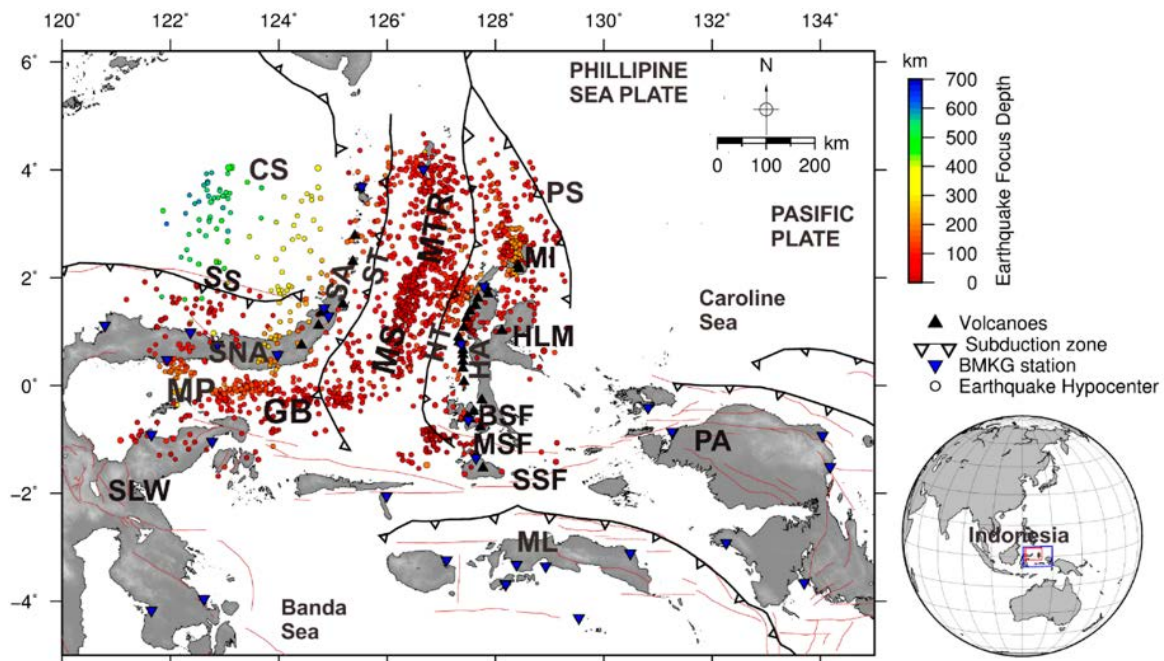 120° 122° 124° 126° 128° 130° 132° 134°
6°
4°
2°
0°
−2°
−4°
PHILLIPINE
SEA PLATE
N
km
0 100 200
CS
PS
PASIFIC
PLATE
MTR
SS
SA
ST
MI
Caroline
Sea
MS
HT
HA
HLM
SNA
MP
GB
BSF
MSF
PA
SSF
SLW
ML
Banda
Sea
km
700
600
500
400
300
200
100
0
Earthquake Focus Depth
Volcanoes
Subduction zone
BMKG station
Earthquake Hypocenter
Indonesia